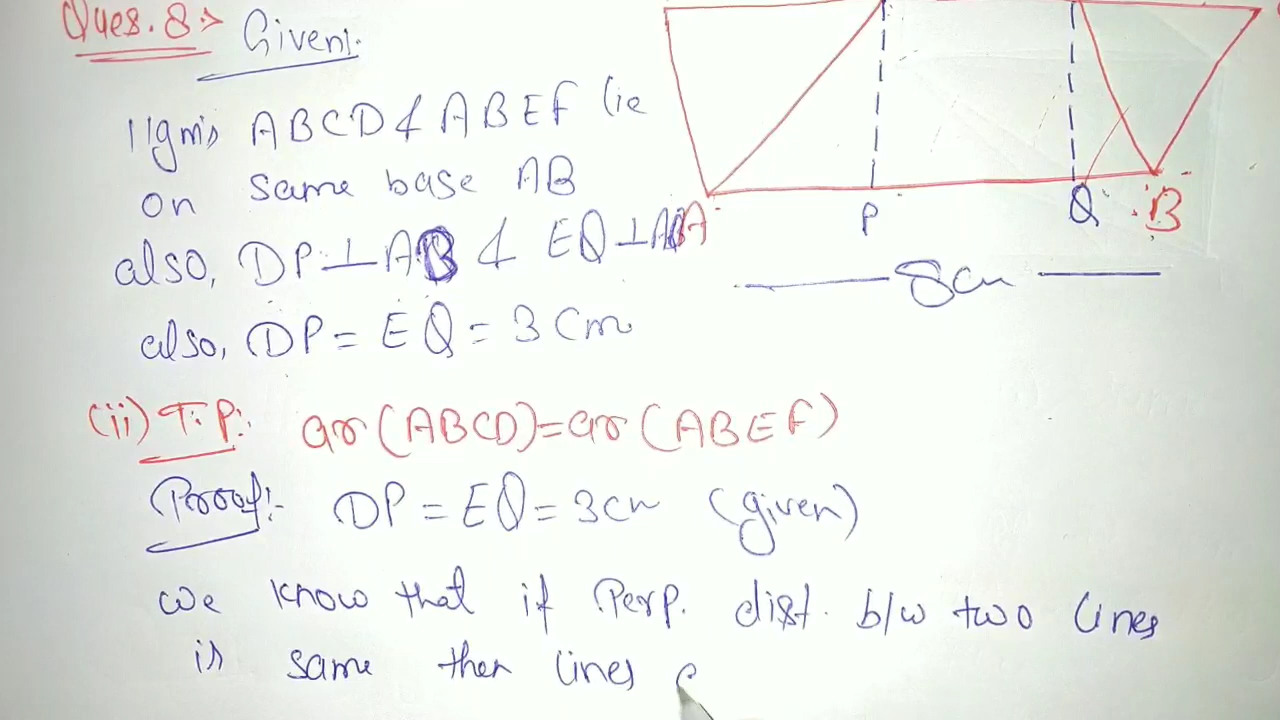 Ques. 8:>
Given:
||gm's ABCD & ABEF (ie
on same base AB
also, DP ⊥ AB & EQ ⊥ A
also, DP = EQ = 3 Cm
A
P
Q
B
8cm
(ii) T.P: ar(ABCD)=ar(ABEF)
Proof:- DP = EQ = 3cm (given)
we know that if Perp. dist. b/w two lines
is same then lines